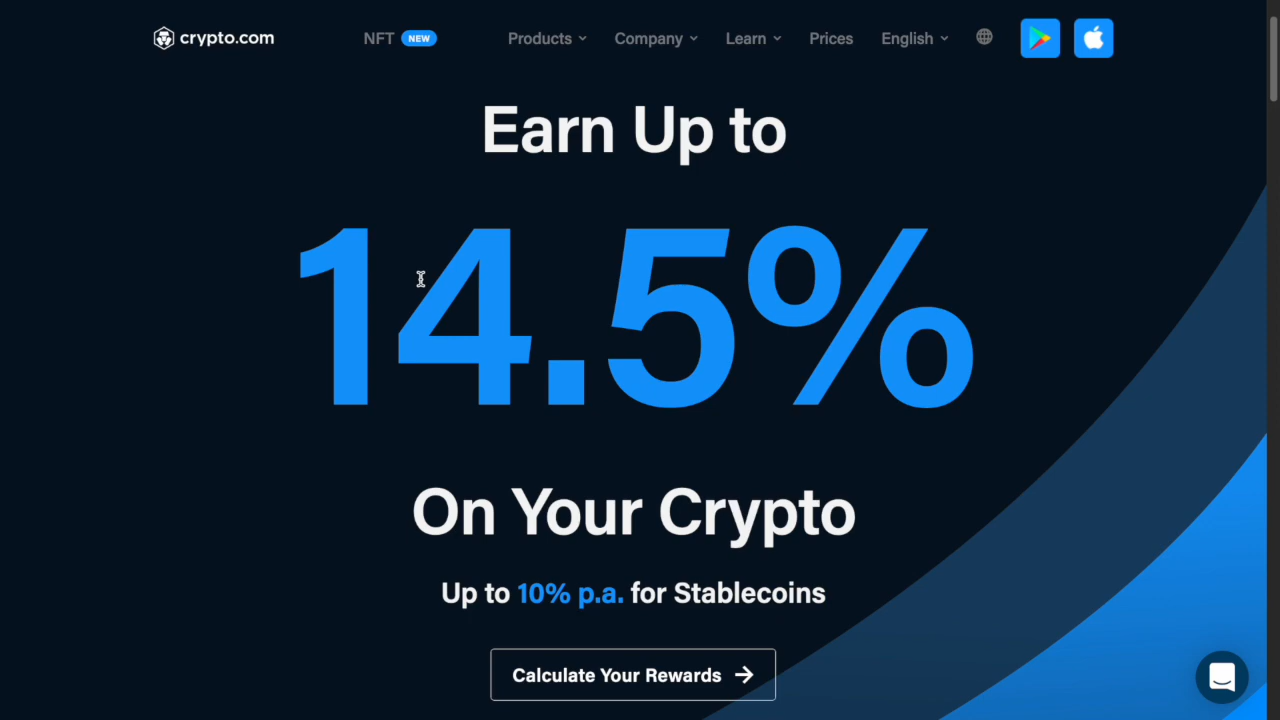 crypto.com
NFT NEW
Products
Company
Learn
Prices
English
Earn Up to
14.5%
On Your Crypto
Up to 10% p.a. for Stablecoins
Calculate Your Rewards